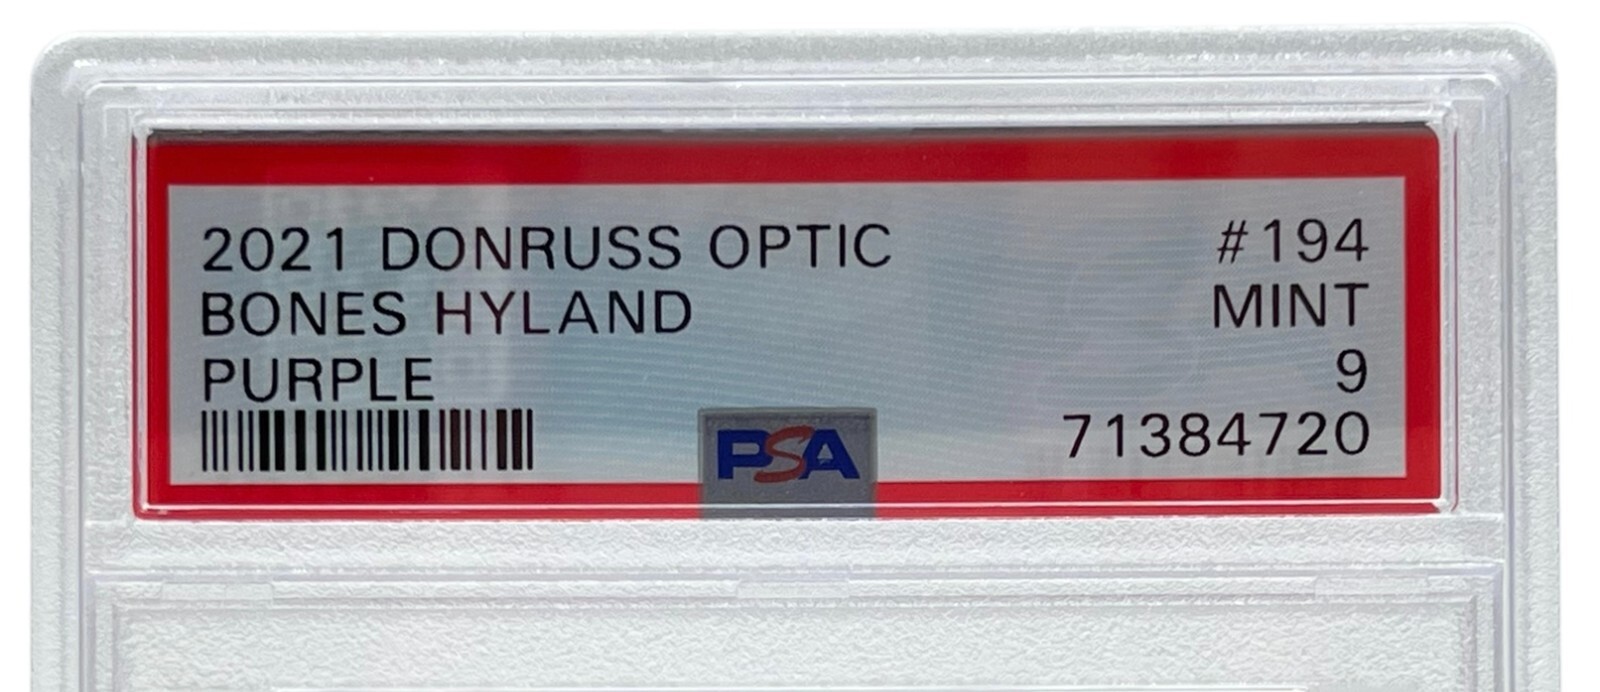 2021 DONRUSS OPTIC #194
BONES HYLAND MINT
PURPLE 9
71384720
PSA